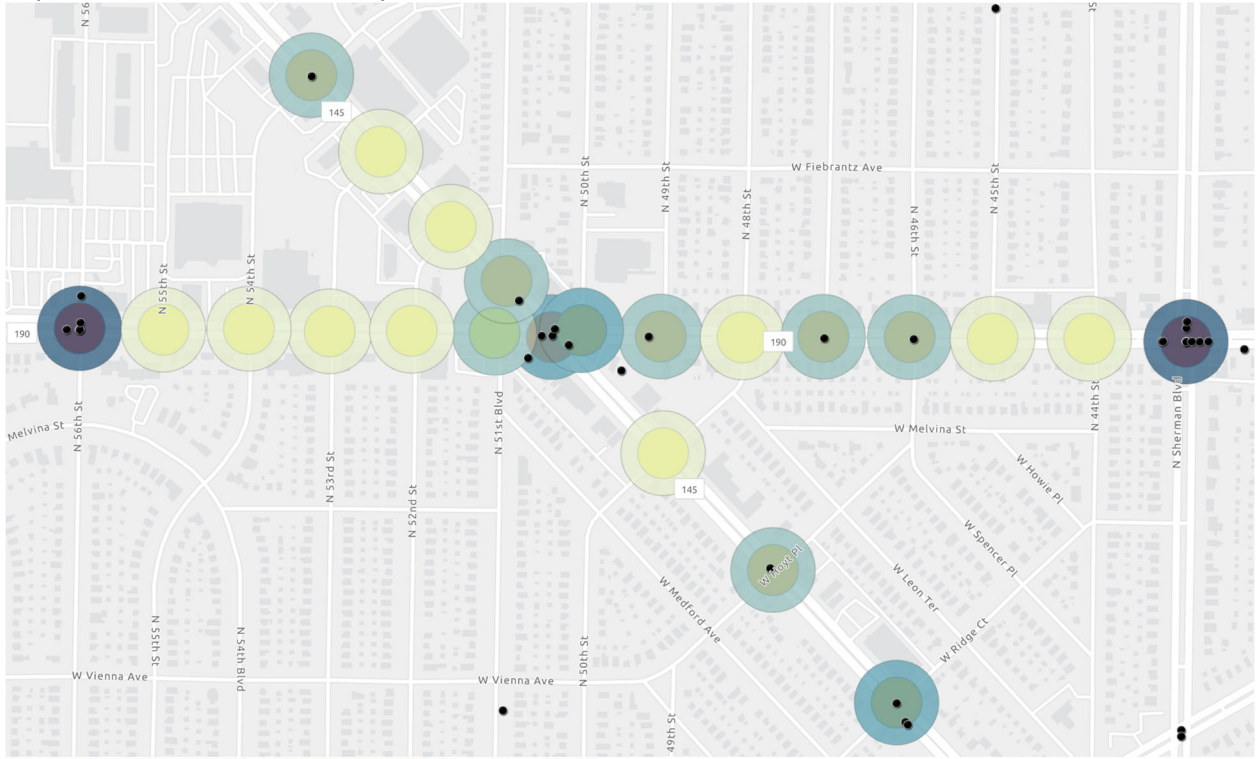 N 56
St
145
W Fiebrantz Ave
N 50th St
N 49th St
N 48th St
N 46th St
N 45th St
N 55th St
N 54th St
190
190
Melvina St
N 56th St
N 51st Blvd
N 44th St
N Sherman Blvd
W Melvina St
N 53rd St
N 52nd St
145
W Howie Pl
W Spencer Pl
W Hoyt Pl
W Leon Ter
W Medford Ave
W Ridge Ct
N 55th St
N 54th Blvd
N 50th St
W Vienna Ave
W Vienna Ave
49th St